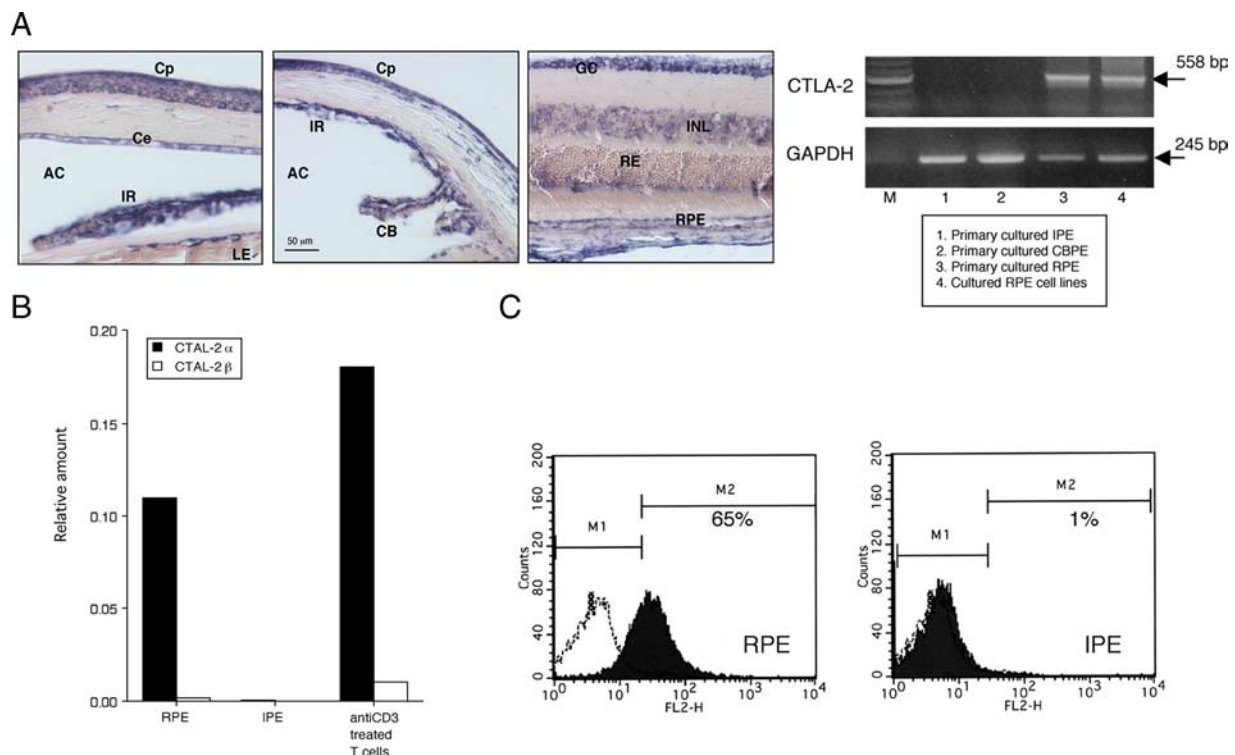 A
Cp
Ce
AC
IR
LE
Cp
IR
AC
CB
50 µm
GC
INL
RE
RPE
CTLA-2
558 bp
GAPDH
245 bp
M 1 2 3 4
1. Primary cultured IPE
2. Primary cultured CBPE
3. Primary cultured RPE
4. Cultured RPE cell lines
B
CTAL-2 α
CTAL-2 β
Relative amount
0.20
0.15
0.10
0.05
0.00
RPE
IPE
antiCD3
treated
T cells
C
Counts
200
160
120
80
40
0
M1
M2
65%
RPE
10⁰ 10¹ 10² 10³ 10⁴
FL2-H
Counts
200
160
120
80
40
0
M1
M2
1%
IPE
10⁰ 10¹ 10² 10³ 10⁴
FL2-H